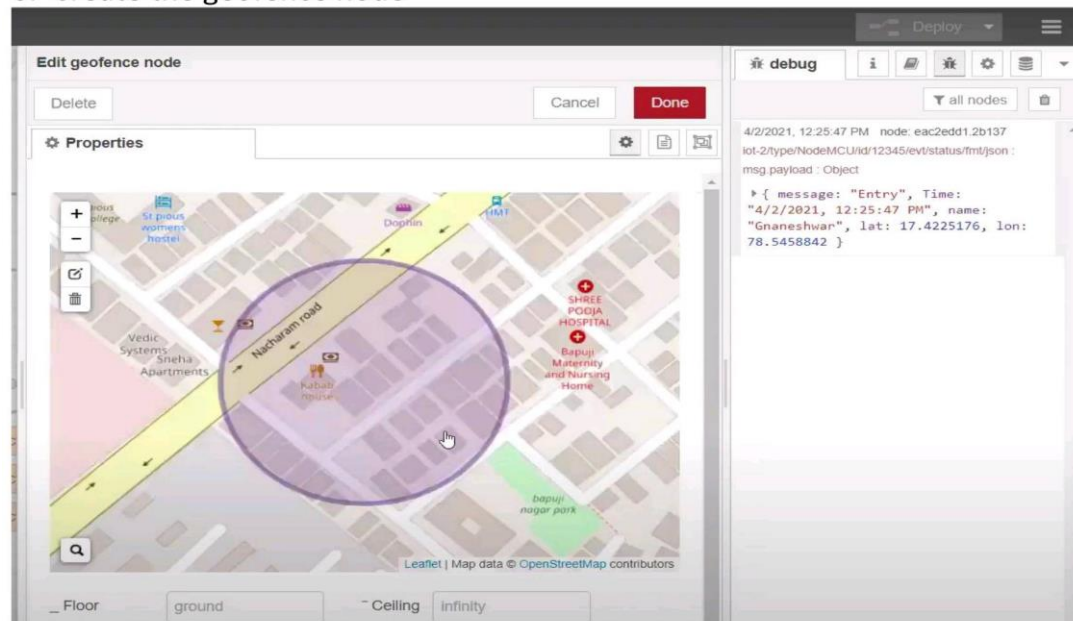 Deploy
Edit geofence node
Delete
Cancel
Done
Properties
St pious
womens
hostel
Dophin
HMT
Nacharam road
SHREE
POOJA
HOSPITAL
Bapuji
Maternity
and Nursing
Home
Vedic
Systems
Sneha
Apartments
Kabab
house
bapuji
nagar park
Leaflet | Map data © OpenStreetMap contributors
Floor
ground
Ceiling
infinity
debug
all nodes
4/2/2021, 12:25:47 PM node: eac2edd1.2b137
iot-2/type/NodeMCU/id/12345/evt/status/fmt/json :
msg.payload : Object
{ message: "Entry", Time:
"4/2/2021, 12:25:47 PM", name:
"Gnaneshwar", lat: 17.4225176, lon:
78.5458842 }